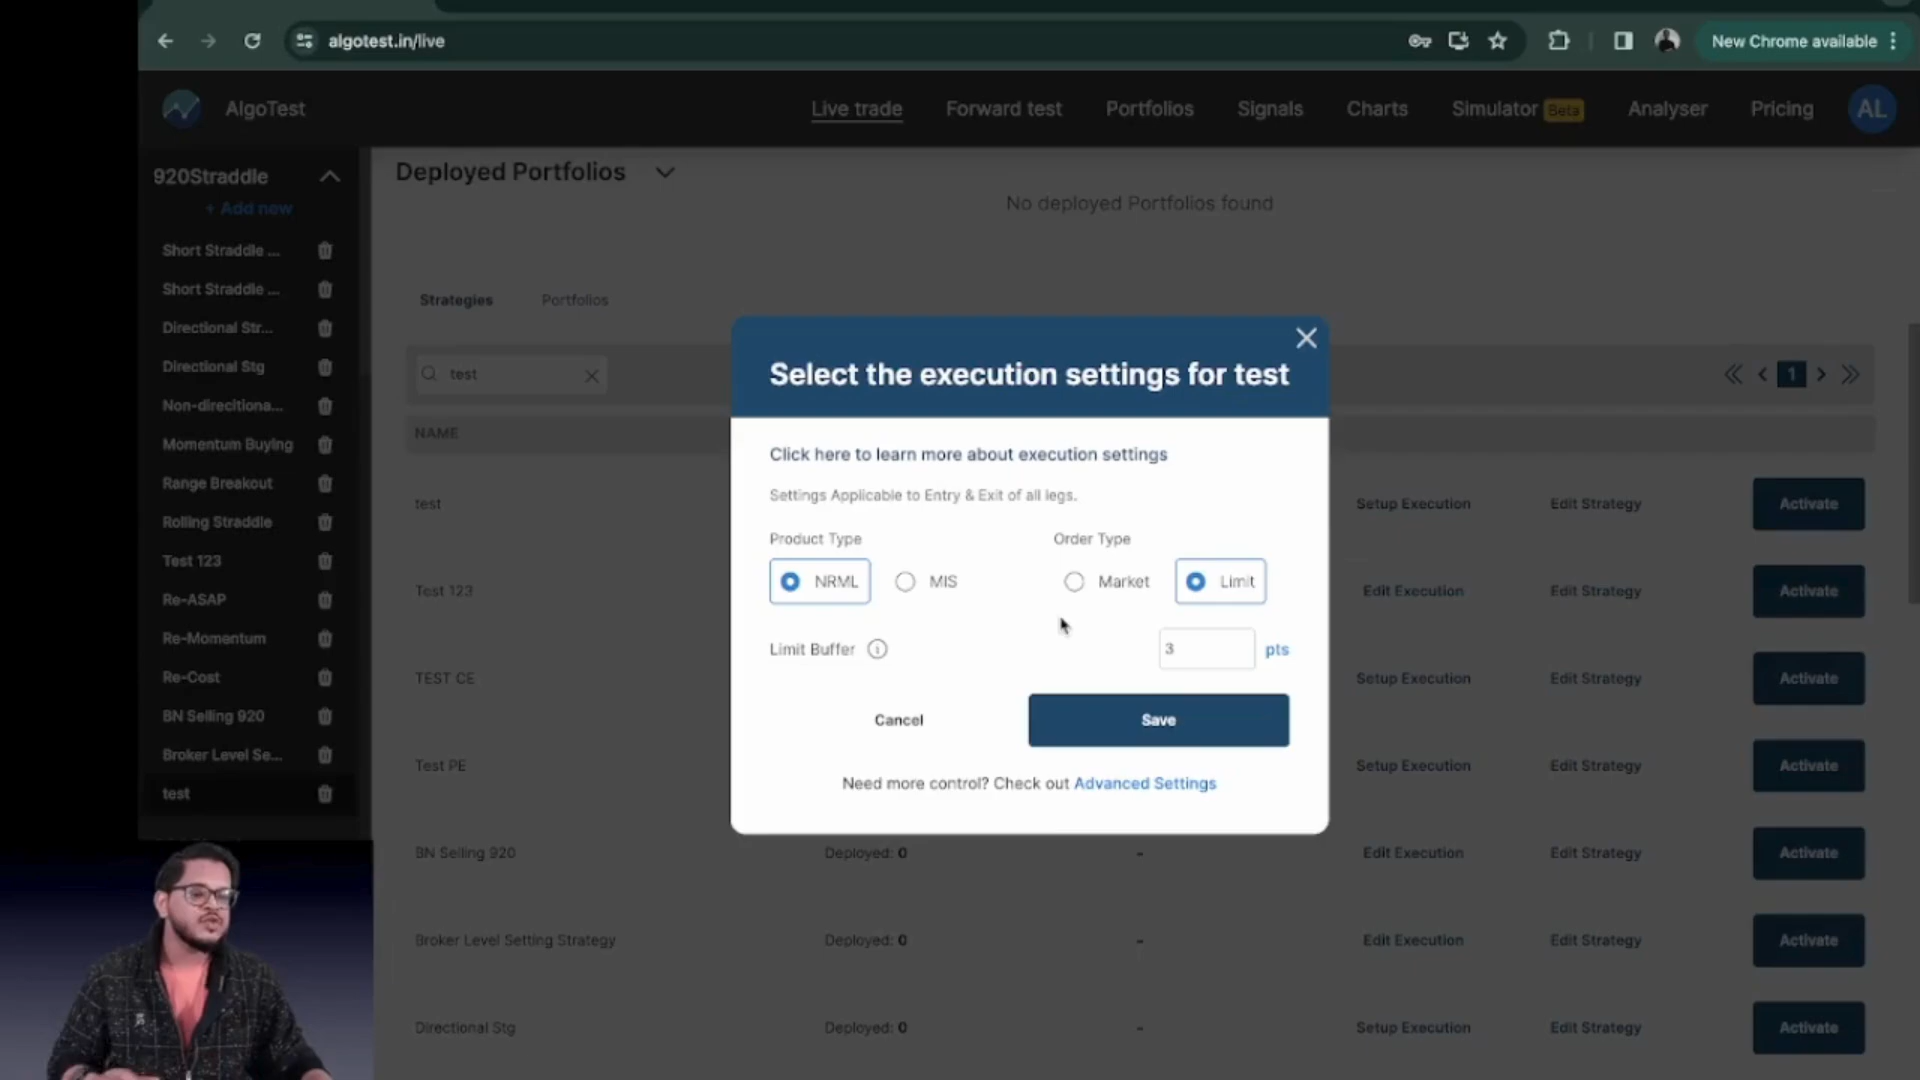 algotest.in/live
New Chrome available
AlgoTest
Live trade
Forward test
Portfolios
Signals
Charts
Simulator Beta
Analyser
Pricing
AL
920Straddle
+ Add new
Short Straddle ...
Short Straddle ...
Directional Str...
Directional Stg
Non-direcitiona...
Momentum Buying
Range Breakout
Rolling Straddle
Test 123
Re-ASAP
Re-Momentum
Re-Cost
BN Selling 920
Broker Level Se...
test
Deployed Portfolios
No deployed Portfolios found
Strategies
Portfolios
test
1
NAME
test
Setup Execution
Edit Strategy
Activate
Test 123
Edit Execution
Edit Strategy
Activate
TEST CE
Setup Execution
Edit Strategy
Activate
Test PE
Setup Execution
Edit Strategy
Activate
BN Selling 920
Deployed: 0
-
Edit Execution
Edit Strategy
Activate
Broker Level Setting Strategy
Deployed: 0
-
Edit Execution
Edit Strategy
Activate
Directional Stg
Deployed: 0
-
Setup Execution
Edit Strategy
Activate
Select the execution settings for test
Click here to learn more about execution settings
Settings Applicable to Entry & Exit of all legs.
Product Type
Order Type
NRML
MIS
Market
Limit
Limit Buffer
3
pts
Cancel
Save
Need more control? Check out Advanced Settings